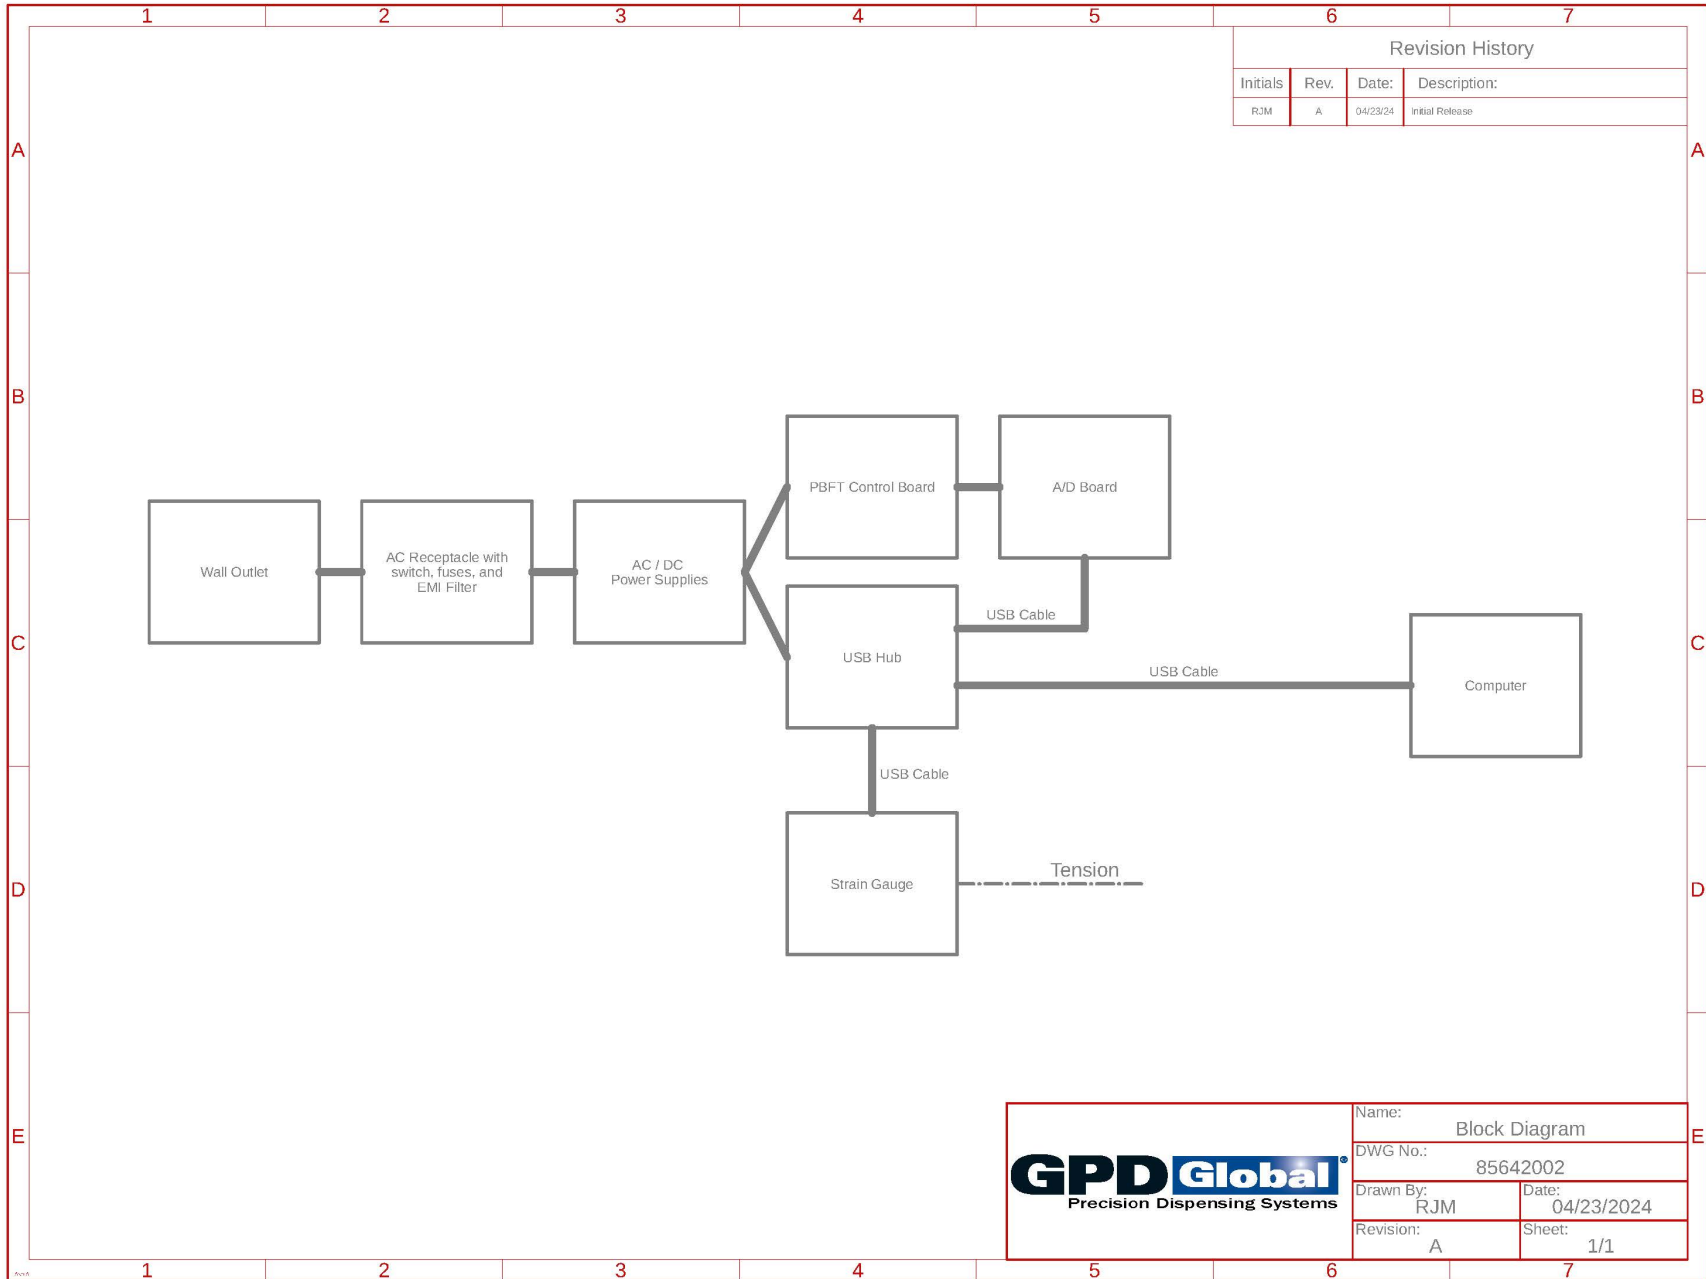 1 2 3 4 5 6 7
Revision History
Initials Rev. Date: Description:
RJM A 04/23/24 Initial Release
A A
B B
PBFT Control Board
A/D Board
Wall Outlet
AC Receptacle with
switch, fuses, and
EMI Filter
AC / DC
Power Supplies
USB Cable
C C
USB Hub
USB Cable
Computer
USB Cable
Tension
Strain Gauge
D D
E E
GPD Global®
Precision Dispensing Systems
Name:
Block Diagram
DWG No.:
85642002
Drawn By:
RJM
Date:
04/23/2024
Revision:
A
Sheet:
1/1
1 2 3 4 5 6 7